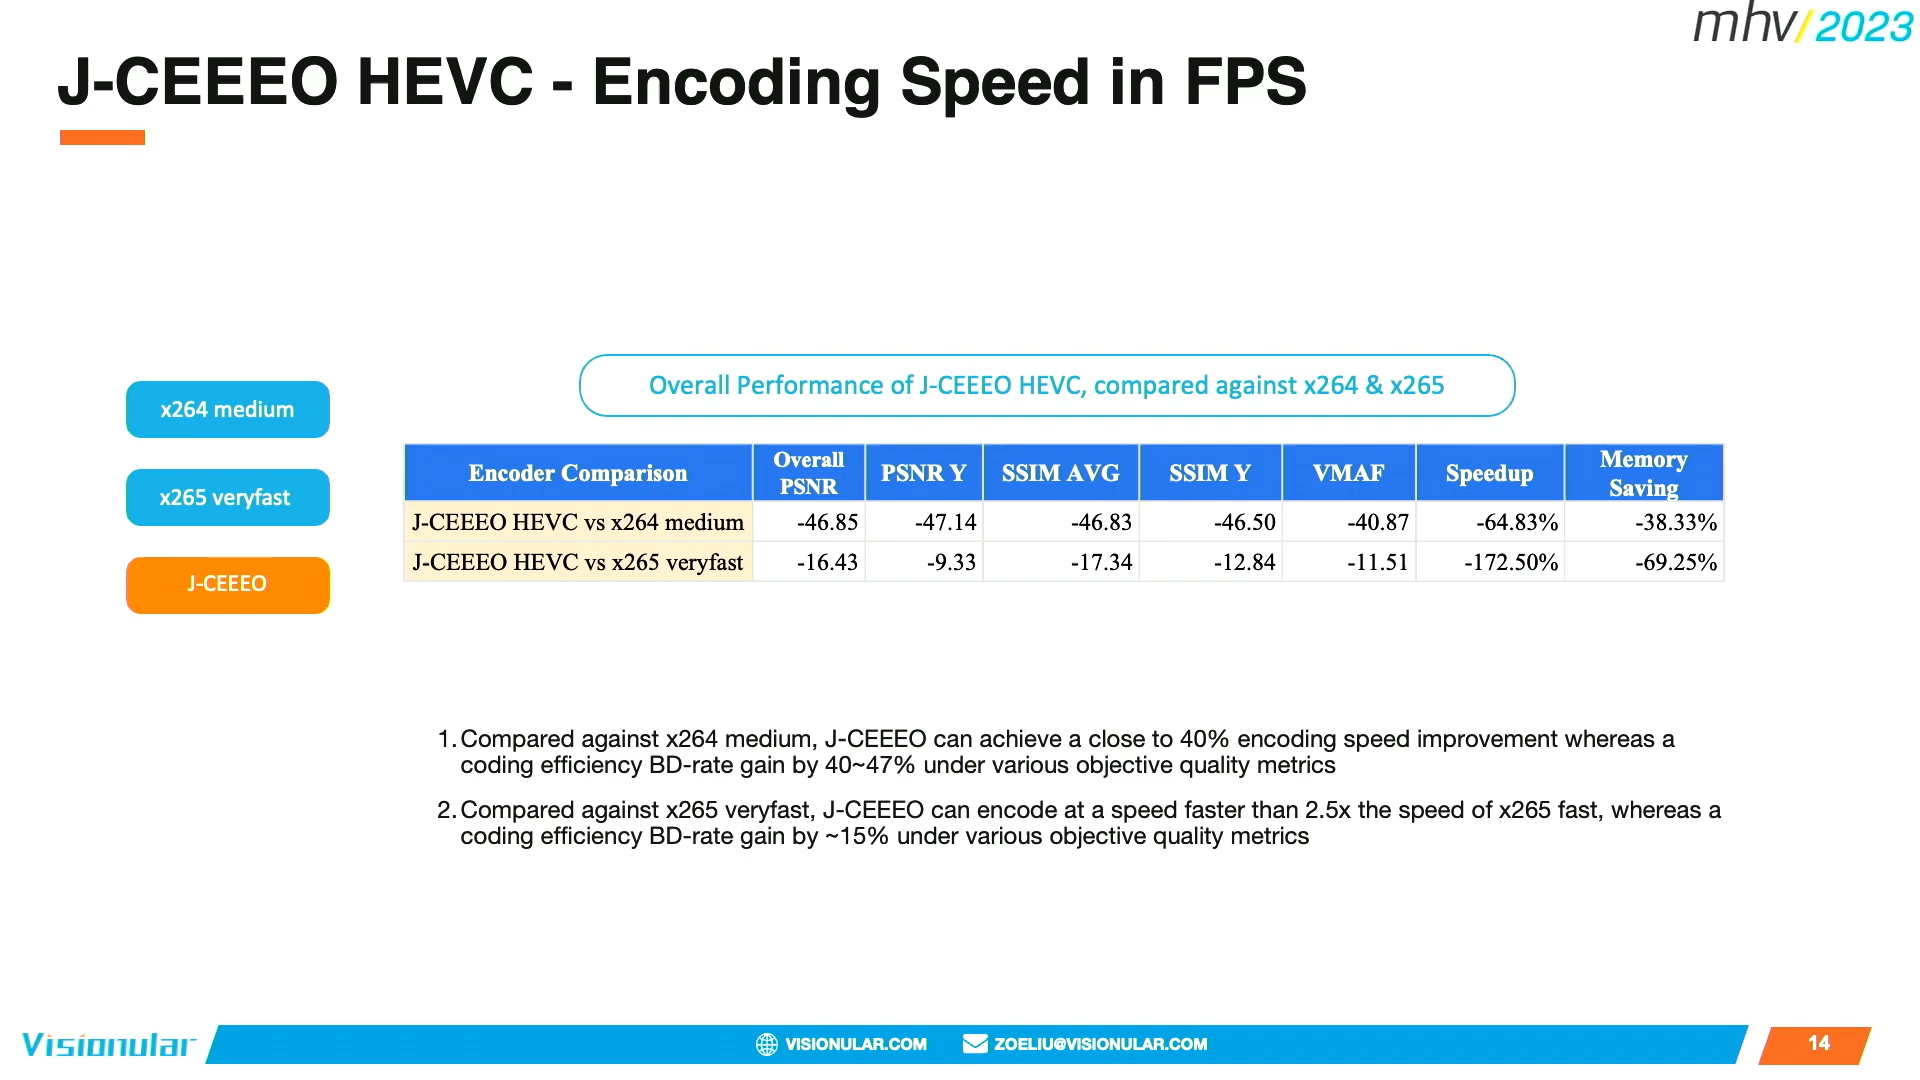 mhv/2023
J-CEEEO HEVC - Encoding Speed in FPS
x264 medium
x265 veryfast
J-CEEEO
Overall Performance of J-CEEEO HEVC, compared against x264 & x265
Encoder Comparison Overall PSNR PSNR Y SSIM AVG SSIM Y VMAF Speedup Memory Saving
J-CEEEO HEVC vs x264 medium -46.85 -47.14 -46.83 -46.50 -40.87 -64.83% -38.33%
J-CEEEO HEVC vs x265 veryfast -16.43 -9.33 -17.34 -12.84 -11.51 -172.50% -69.25%
1. Compared against x264 medium, J-CEEEO can achieve a close to 40% encoding speed improvement whereas a
coding efficiency BD-rate gain by 40~47% under various objective quality metrics
2. Compared against x265 veryfast, J-CEEEO can encode at a speed faster than 2.5x the speed of x265 fast, whereas a
coding efficiency BD-rate gain by ~15% under various objective quality metrics
Visionular VISIONULAR.COM ZOELIU@VISIONULAR.COM 14